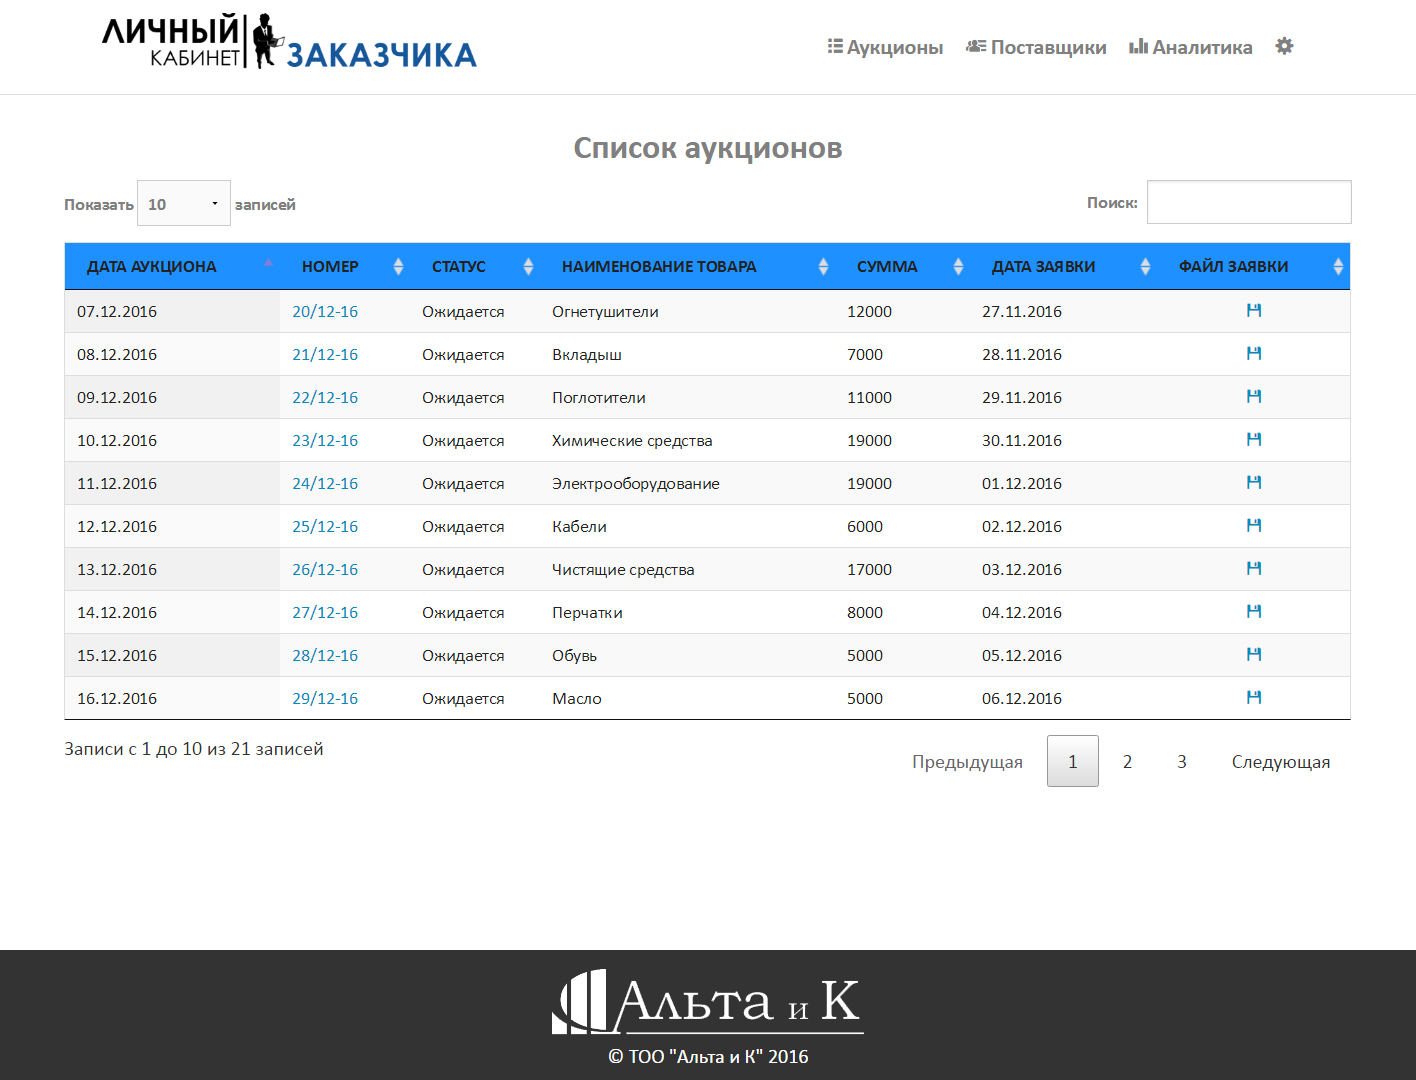 ЛИЧНЫЙ
КАБИНЕТ
ЗАКАЗЧИКА
Аукционы Поставщики Аналитика
Список аукционов
Показать 10 записей Поиск:
ДАТА АУКЦИОНА НОМЕР СТАТУС НАИМЕНОВАНИЕ ТОВАРА СУММА ДАТА ЗАЯВКИ ФАЙЛ ЗАЯВКИ
07.12.2016 20/12-16 Ожидается Огнетушители 12000 27.11.2016
08.12.2016 21/12-16 Ожидается Вкладыш 7000 28.11.2016
09.12.2016 22/12-16 Ожидается Поглотители 11000 29.11.2016
10.12.2016 23/12-16 Ожидается Химические средства 19000 30.11.2016
11.12.2016 24/12-16 Ожидается Электрооборудование 19000 01.12.2016
12.12.2016 25/12-16 Ожидается Кабели 6000 02.12.2016
13.12.2016 26/12-16 Ожидается Чистящие средства 17000 03.12.2016
14.12.2016 27/12-16 Ожидается Перчатки 8000 04.12.2016
15.12.2016 28/12-16 Ожидается Обувь 5000 05.12.2016
16.12.2016 29/12-16 Ожидается Масло 5000 06.12.2016
Записи с 1 до 10 из 21 записей
Предыдущая 1 2 3 Следующая
Альта и К
© ТОО "Альта и К" 2016